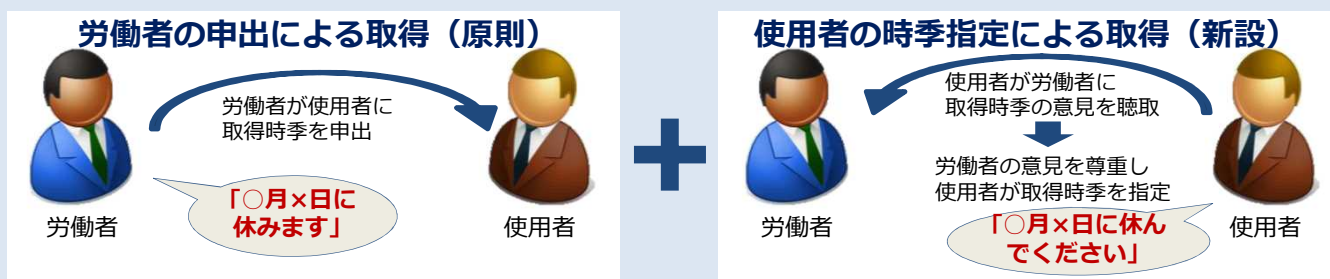 労働者の申出による取得（原則）
労働者が使用者に
取得時季を申出
「○月×日に
休みます」
労働者
使用者
＋
使用者の時季指定による取得（新設）
使用者が労働者に
取得時季の意見を聴取
労働者の意見を尊重し
使用者が取得時季を指定
「○月×日に休ん
でください」
労働者
使用者